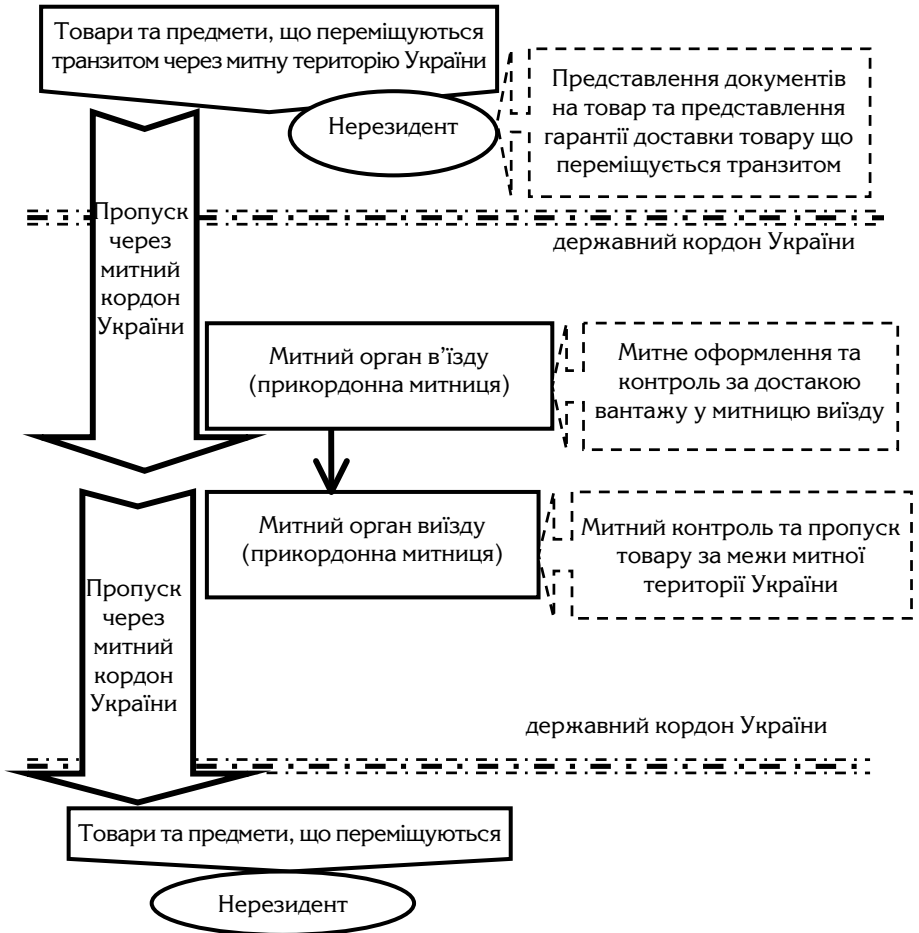 Товари та предмети, що переміщуються
транзитом через митну територію України
Нерезидент
Представлення документів
на товар та представлення
гарантії доставки товару що
переміщується транзитом
Пропуск
через
митний
кордон
України
державний кордон України
Митний орган в’їзду
(прикордонна митниця)
Митне оформлення та
контроль за достакою
вантажу у митницю виїзду
Митний орган виїзду
(прикордонна митниця)
Митний контроль та пропуск
товару за межи митної
території України
Пропуск
через
митний
кордон
України
державний кордон України
Товари та предмети, що переміщуються
Нерезидент